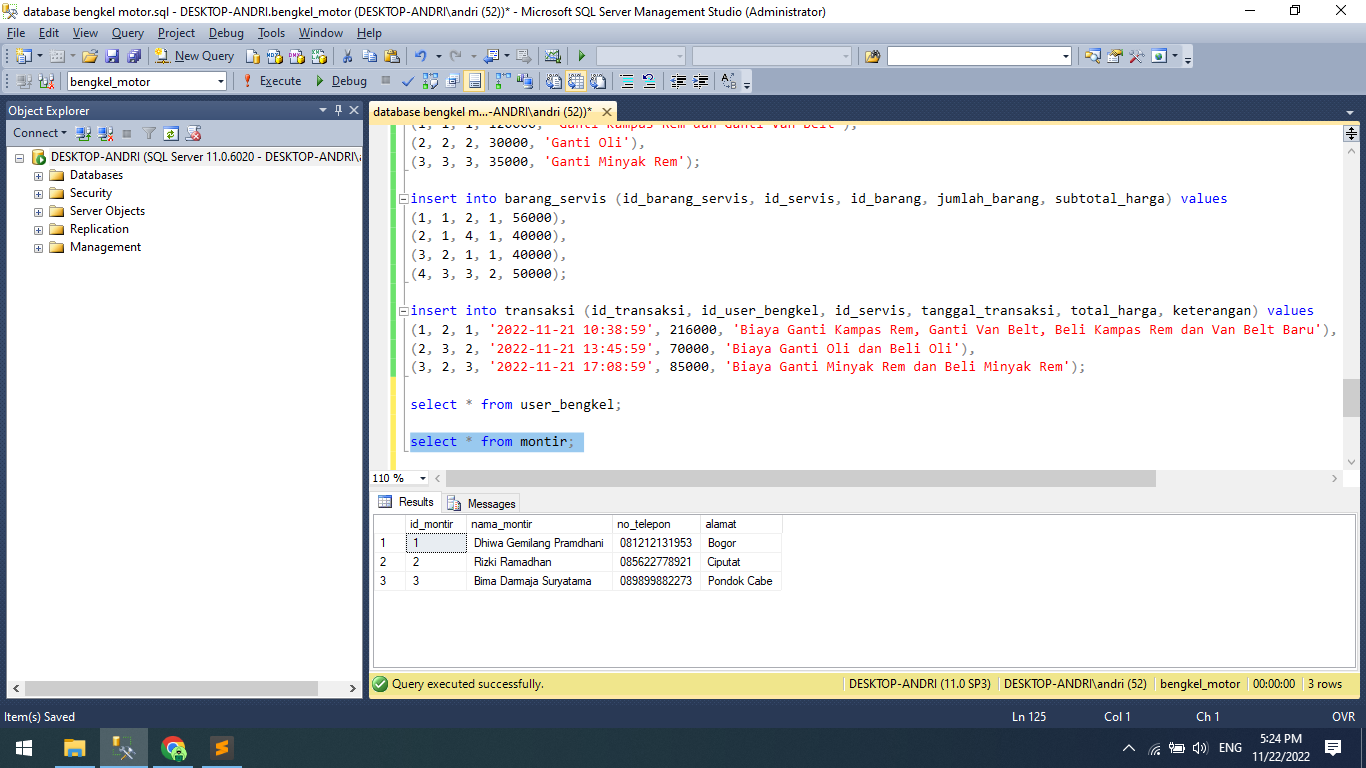 database bengkel motor.sql - DESKTOP-ANDRI.bengkel_motor (DESKTOP-ANDRI\andri (52))* - Microsoft SQL Server Management Studio (Administrator)
File Edit View Query Project Debug Tools Window Help
New Query
bengkel_motor Execute Debug
Object Explorer
Connect
DESKTOP-ANDRI (SQL Server 11.0.6020 - DESKTOP-ANDRI\
Databases
Security
Server Objects
Replication
Management
database bengkel m...-ANDRI\andri (52))*
(1, 1, 1, 120000, 'Ganti Kampas Rem dan Ganti Van Belt'),
(2, 2, 2, 30000, 'Ganti Oli'),
(3, 3, 3, 35000, 'Ganti Minyak Rem');
insert into barang_servis (id_barang_servis, id_servis, id_barang, jumlah_barang, subtotal_harga) values
(1, 1, 2, 1, 56000),
(2, 1, 4, 1, 40000),
(3, 2, 1, 1, 40000),
(4, 3, 3, 2, 50000);
insert into transaksi (id_transaksi, id_user_bengkel, id_servis, tanggal_transaksi, total_harga, keterangan) values
(1, 2, 1, '2022-11-21 10:38:59', 216000, 'Biaya Ganti Kampas Rem, Ganti Van Belt, Beli Kampas Rem dan Van Belt Baru'),
(2, 3, 2, '2022-11-21 13:45:59', 70000, 'Biaya Ganti Oli dan Beli Oli'),
(3, 2, 3, '2022-11-21 17:08:59', 85000, 'Biaya Ganti Minyak Rem dan Beli Minyak Rem');
select * from user_bengkel;
select * from montir;
110 %
Results Messages
id_montir nama_montir no_telepon alamat
1 1 Dhiwa Gemilang Pramdhani 081212131953 Bogor
2 2 Rizki Ramadhan 085622778921 Ciputat
3 3 Bima Darmaja Suryatama 089899882273 Pondok Cabe
Query executed successfully. DESKTOP-ANDRI (11.0 SP3) DESKTOP-ANDRI\andri (52) bengkel_motor 00:00:00 3 rows
Item(s) Saved Ln 125 Col 1 Ch 1 OVR
ENG
5:24 PM
11/22/2022